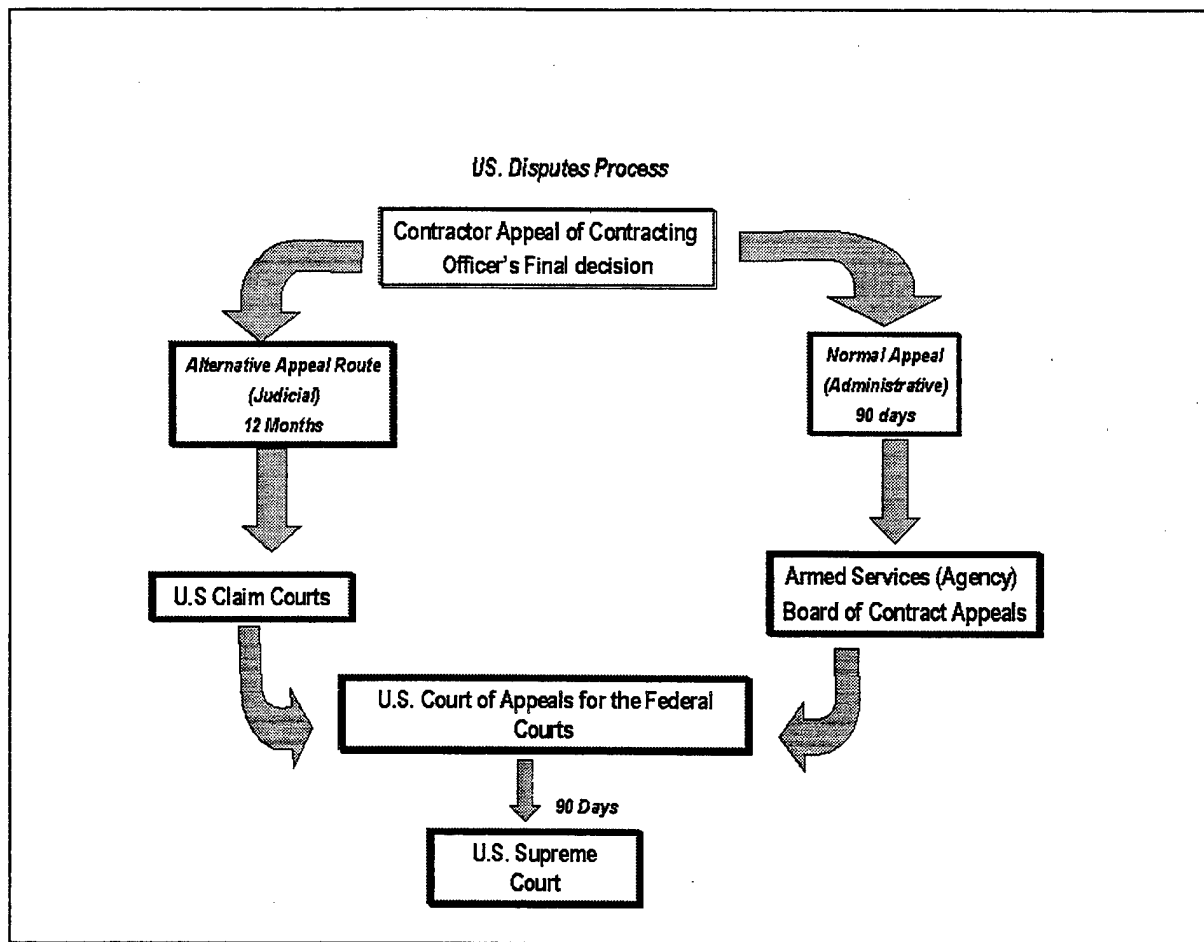 US. Disputes Process
Contractor Appeal of Contracting
Officer's Final decision
Alternative Appeal Route
(Judicial)
12 Months
Normal Appeal
(Administrative)
90 days
U.S Claim Courts
Armed Services (Agency)
Board of Contract Appeals
U.S. Court of Appeals for the Federal
Courts
90 Days
U.S. Supreme
Court